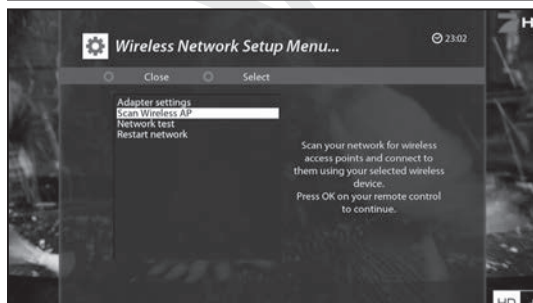 Wireless Network Setup Menu...
23:02
Close Select
Adapter settings
Scan Wireless AP
Network test
Restart network
Scan your network for wireless
access points and connect to
them using your selected wireless
device.
Press OK on your remote control
to continue.
7 H
HD